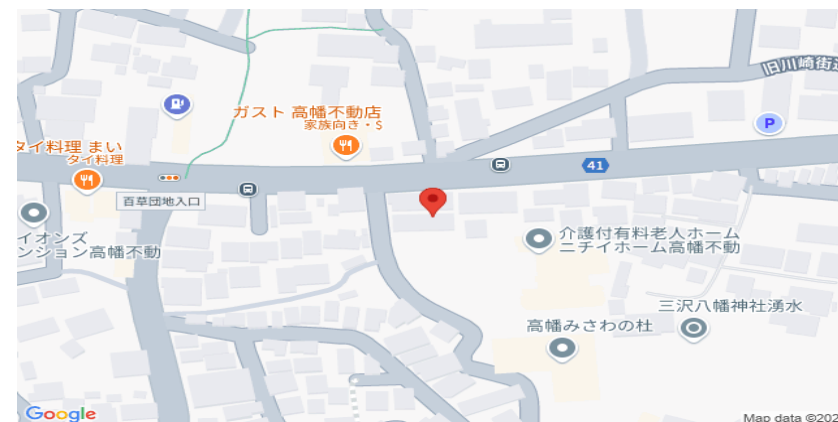 旧川崎街道
ガスト 高幡不動店
家族向き・$
P
タイ料理 まい
タイ料理
41
百草団地入口
イオンズ
ンション高幡不動
介護付有料老人ホーム
ニチイホーム高幡不動
三沢八幡神社湧水
高幡みさわの杜
Google
Map data ©202